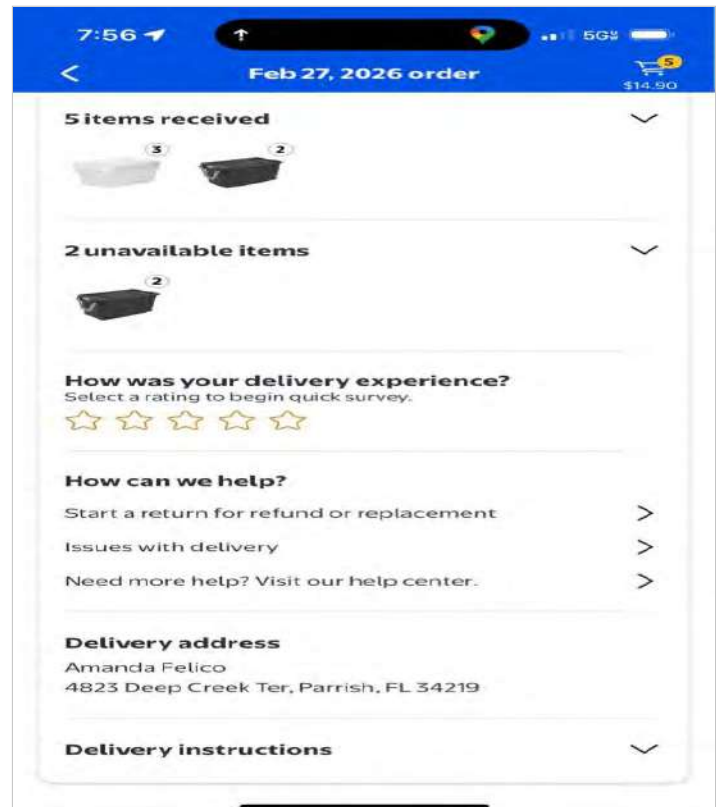 7:56
5G
Feb 27, 2026 order
5
$14.90
5 items received
3
2
2 unavailable items
2
How was your delivery experience?
Select a rating to begin quick survey.
How can we help?
Start a return for refund or replacement
Issues with delivery
Need more help? Visit our help center.
Delivery address
Amanda Felico
4823 Deep Creek Ter, Parrish, FL 34219
Delivery instructions